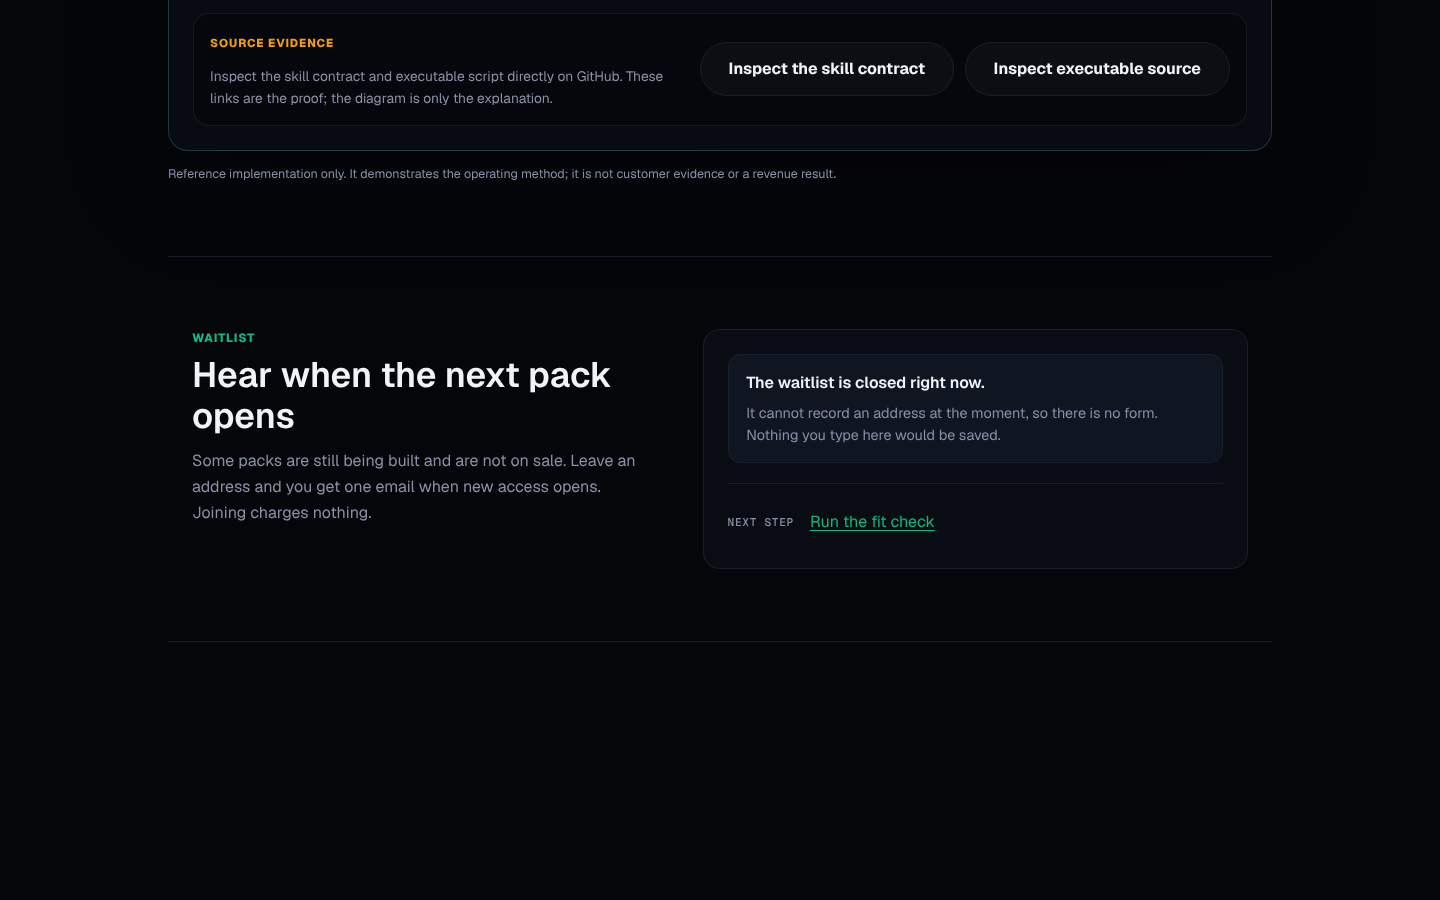 SOURCE EVIDENCE
Inspect the skill contract and executable script directly on GitHub. These
links are the proof; the diagram is only the explanation.
Inspect the skill contract
Inspect executable source
Reference implementation only. It demonstrates the operating method; it is not customer evidence or a revenue result.
WAITLIST
Hear when the next pack
opens
Some packs are still being built and are not on sale. Leave an
address and you get one email when new access opens.
Joining charges nothing.
The waitlist is closed right now.
It cannot record an address at the moment, so there is no form.
Nothing you type here would be saved.
NEXT STEP
Run the fit check